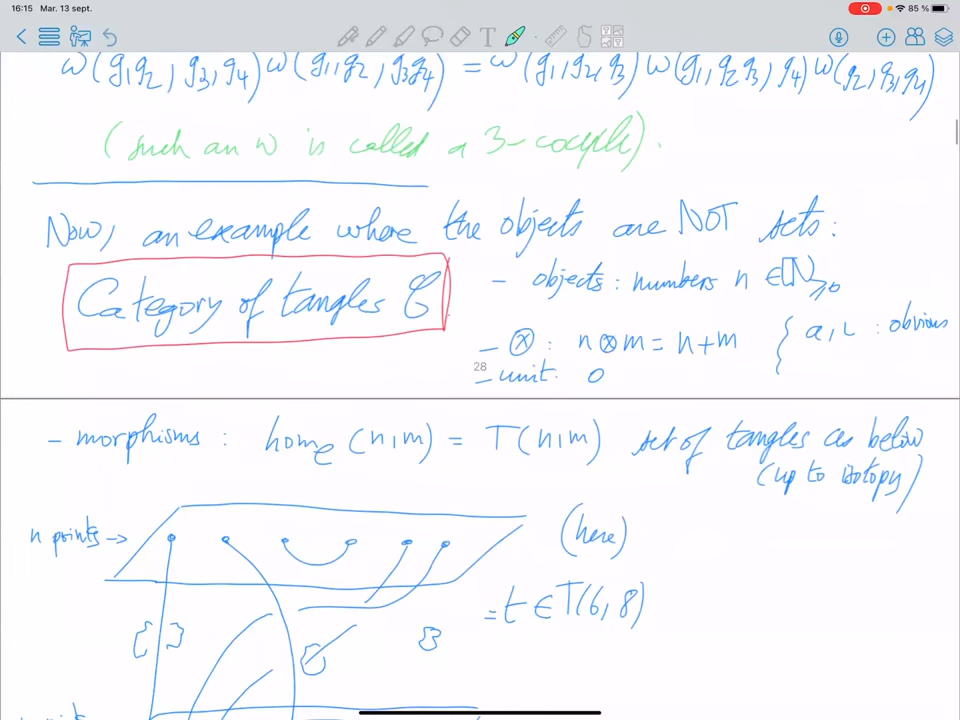 16:15 Mar. 13 sept.
85 %
ω(g₁g₂, g₃, g₄) ω(g₁, g₂, g₃g₄) = ω(g₁, g₂, g₃) ω(g₁, g₂g₃, g₄) ω(g₂, g₃, g₄)
(such an ω is called a 3-cocycle).
Now, an example where the objects are NOT sets:
Category of tangles 𝒞
- objects: numbers n ∈ ℕ≥0
- ⊗ : n ⊗ m = n+m { a, L : obvious
28
- unit: 0
- morphisms : hom𝒞(n,m) = T(n,m) set of tangles as below
(up to isotopy)
n points →
(here)
= t ∈ T(6,8)